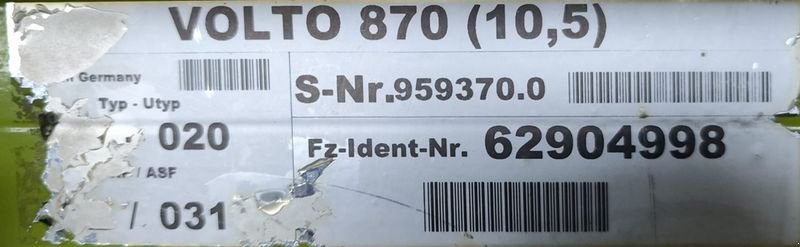 VOLTO 870 (10,5)
Germany
S-Nr.959370.0
Typ - Utyp
020
Fz-Ident-Nr. 62904998
/ ASF
/ 031